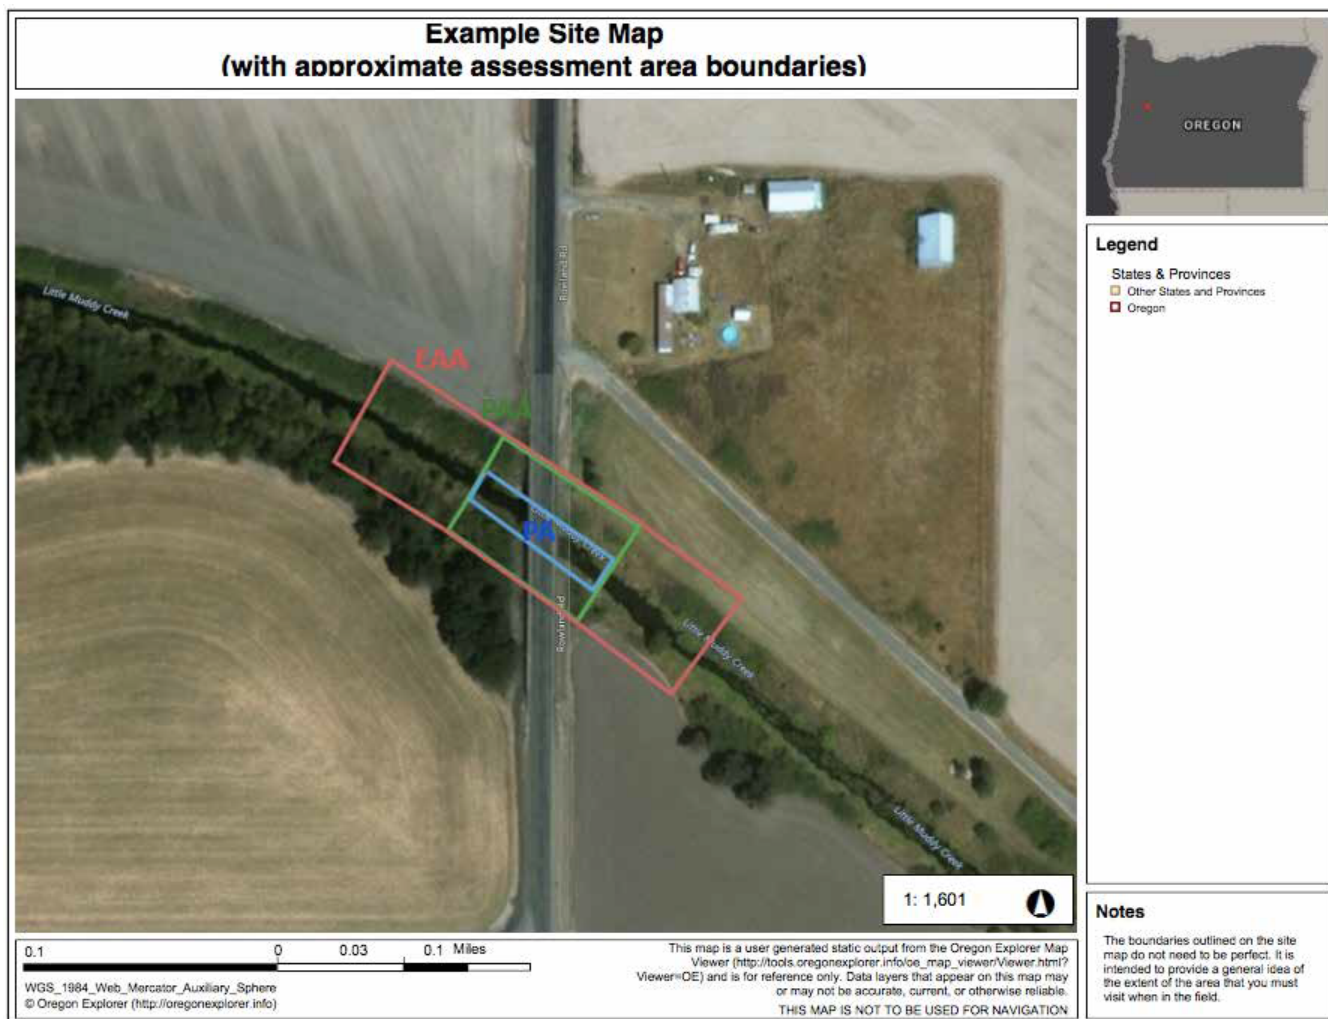 Example Site Map
(with approximate assessment area boundaries)
OREGON
Legend
States & Provinces
Other States and Provinces
Oregon
Rowland Rd
Little Muddy Creek
EAA
PAA
Muddy Creek
PA
Rowland Rd
Little Muddy Creek
Little Muddy Creek
1: 1,601
Notes
The boundaries outlined on the site
map do not need to be perfect. It is
intended to provide a general idea of
the extent of the area that you must
visit when in the field.
0.1 0 0.03 0.1 Miles
WGS_1984_Web_Mercator_Auxiliary_Sphere
© Oregon Explorer (http://oregonexplorer.info)
This map is a user generated static output from the Oregon Explorer Map
Viewer (http://tools.oregonexplorer.info/oe_map_viewer/Viewer.html?
Viewer=OE) and is for reference only. Data layers that appear on this map may
or may not be accurate, current, or otherwise reliable.
THIS MAP IS NOT TO BE USED FOR NAVIGATION